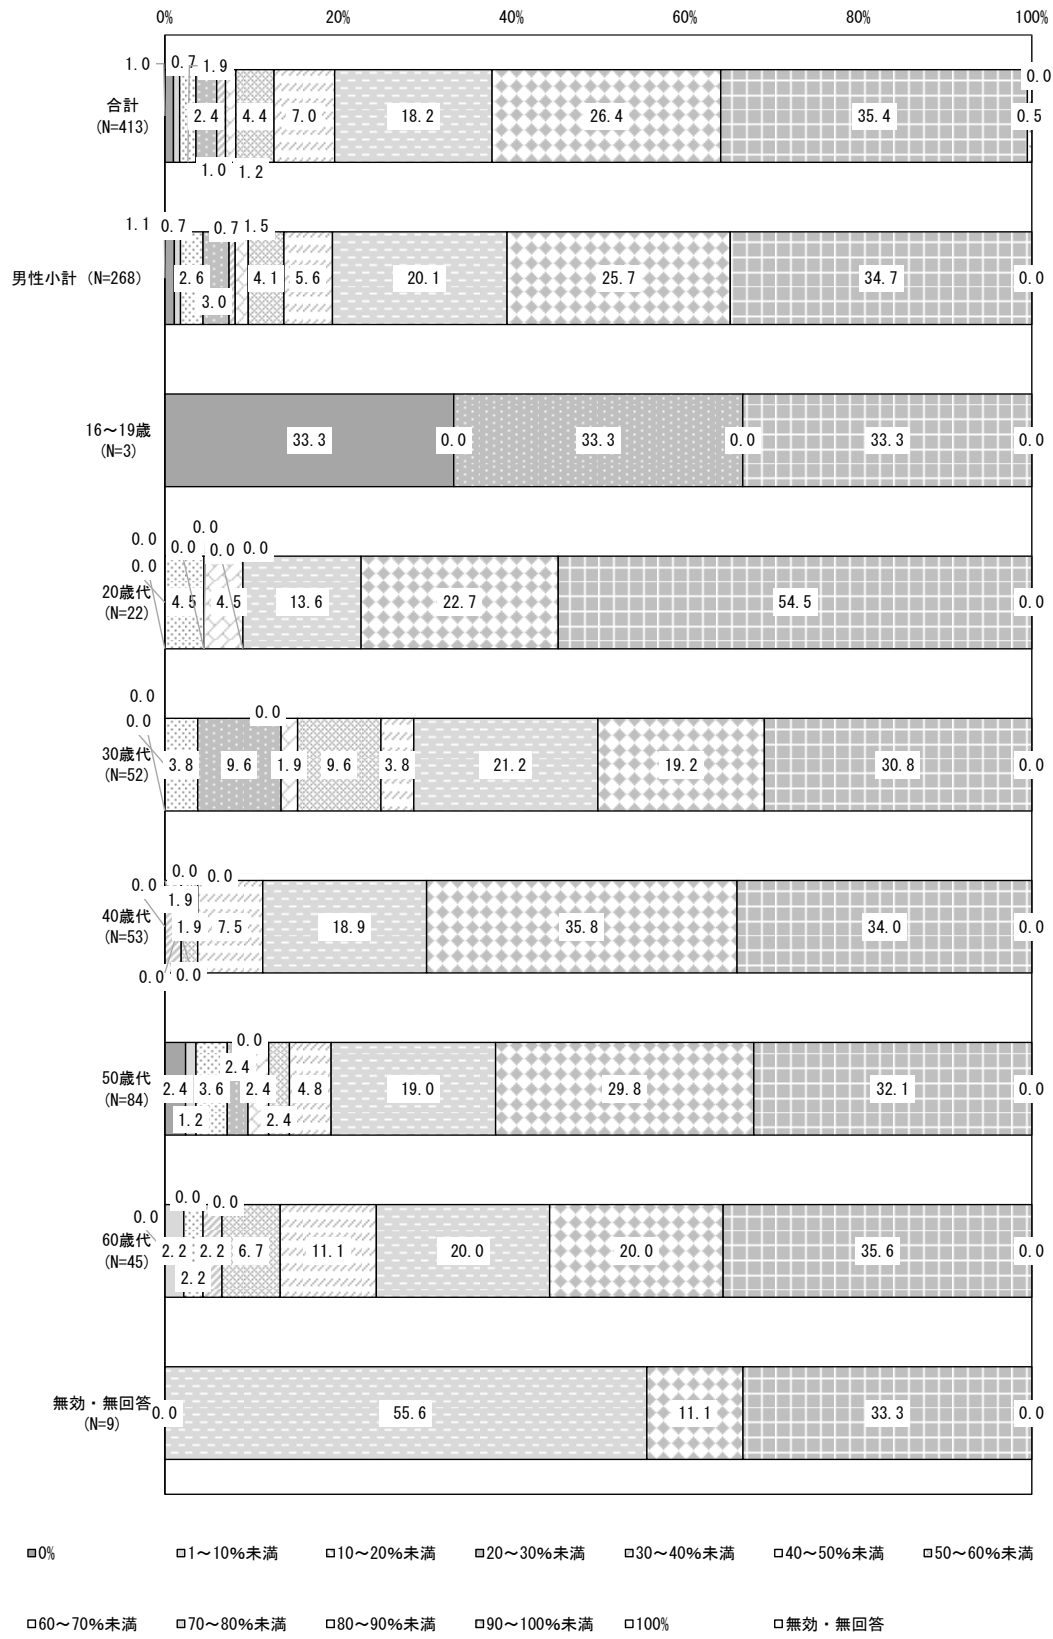 0% 20% 40% 60% 80% 100%
1.0 0.7 1.9 0.0
合計
(N=413)
2.4 4.4 7.0 18.2 26.4 35.4 0.5
1.0 1.2
1.1 0.7 0.7 1.5
男性小計 (N=268)
2.6 4.1 5.6 20.1 25.7 34.7 0.0
3.0
16～19歳
(N=3)
33.3 0.0 33.3 0.0 33.3 0.0
0.0
0.0 0.0 0.0 0.0
0.0
20歳代
(N=22)
4.5 4.5 13.6 22.7 54.5 0.0
0.0
0.0 0.0
30歳代
(N=52)
3.8 9.6 1.9 9.6 3.8 21.2 19.2 30.8 0.0
0.0 0.0 0.0
1.9
40歳代
(N=53)
1.9 7.5 18.9 35.8 34.0 0.0
0.0 0.0
0.0
2.4
50歳代
(N=84)
2.4 3.6 2.4 4.8 19.0 29.8 32.1 0.0
1.2 2.4
0.0 0.0 0.0
60歳代
(N=45)
2.2 2.2 6.7 11.1 20.0 20.0 35.6 0.0
2.2
無効・無回答
(N=9)
0.0 55.6 11.1 33.3 0.0
0% 1～10%未満 10～20%未満 20～30%未満 30～40%未満 40～50%未満 50～60%未満
60～70%未満 70～80%未満 80～90%未満 90～100%未満 100% 無効・無回答